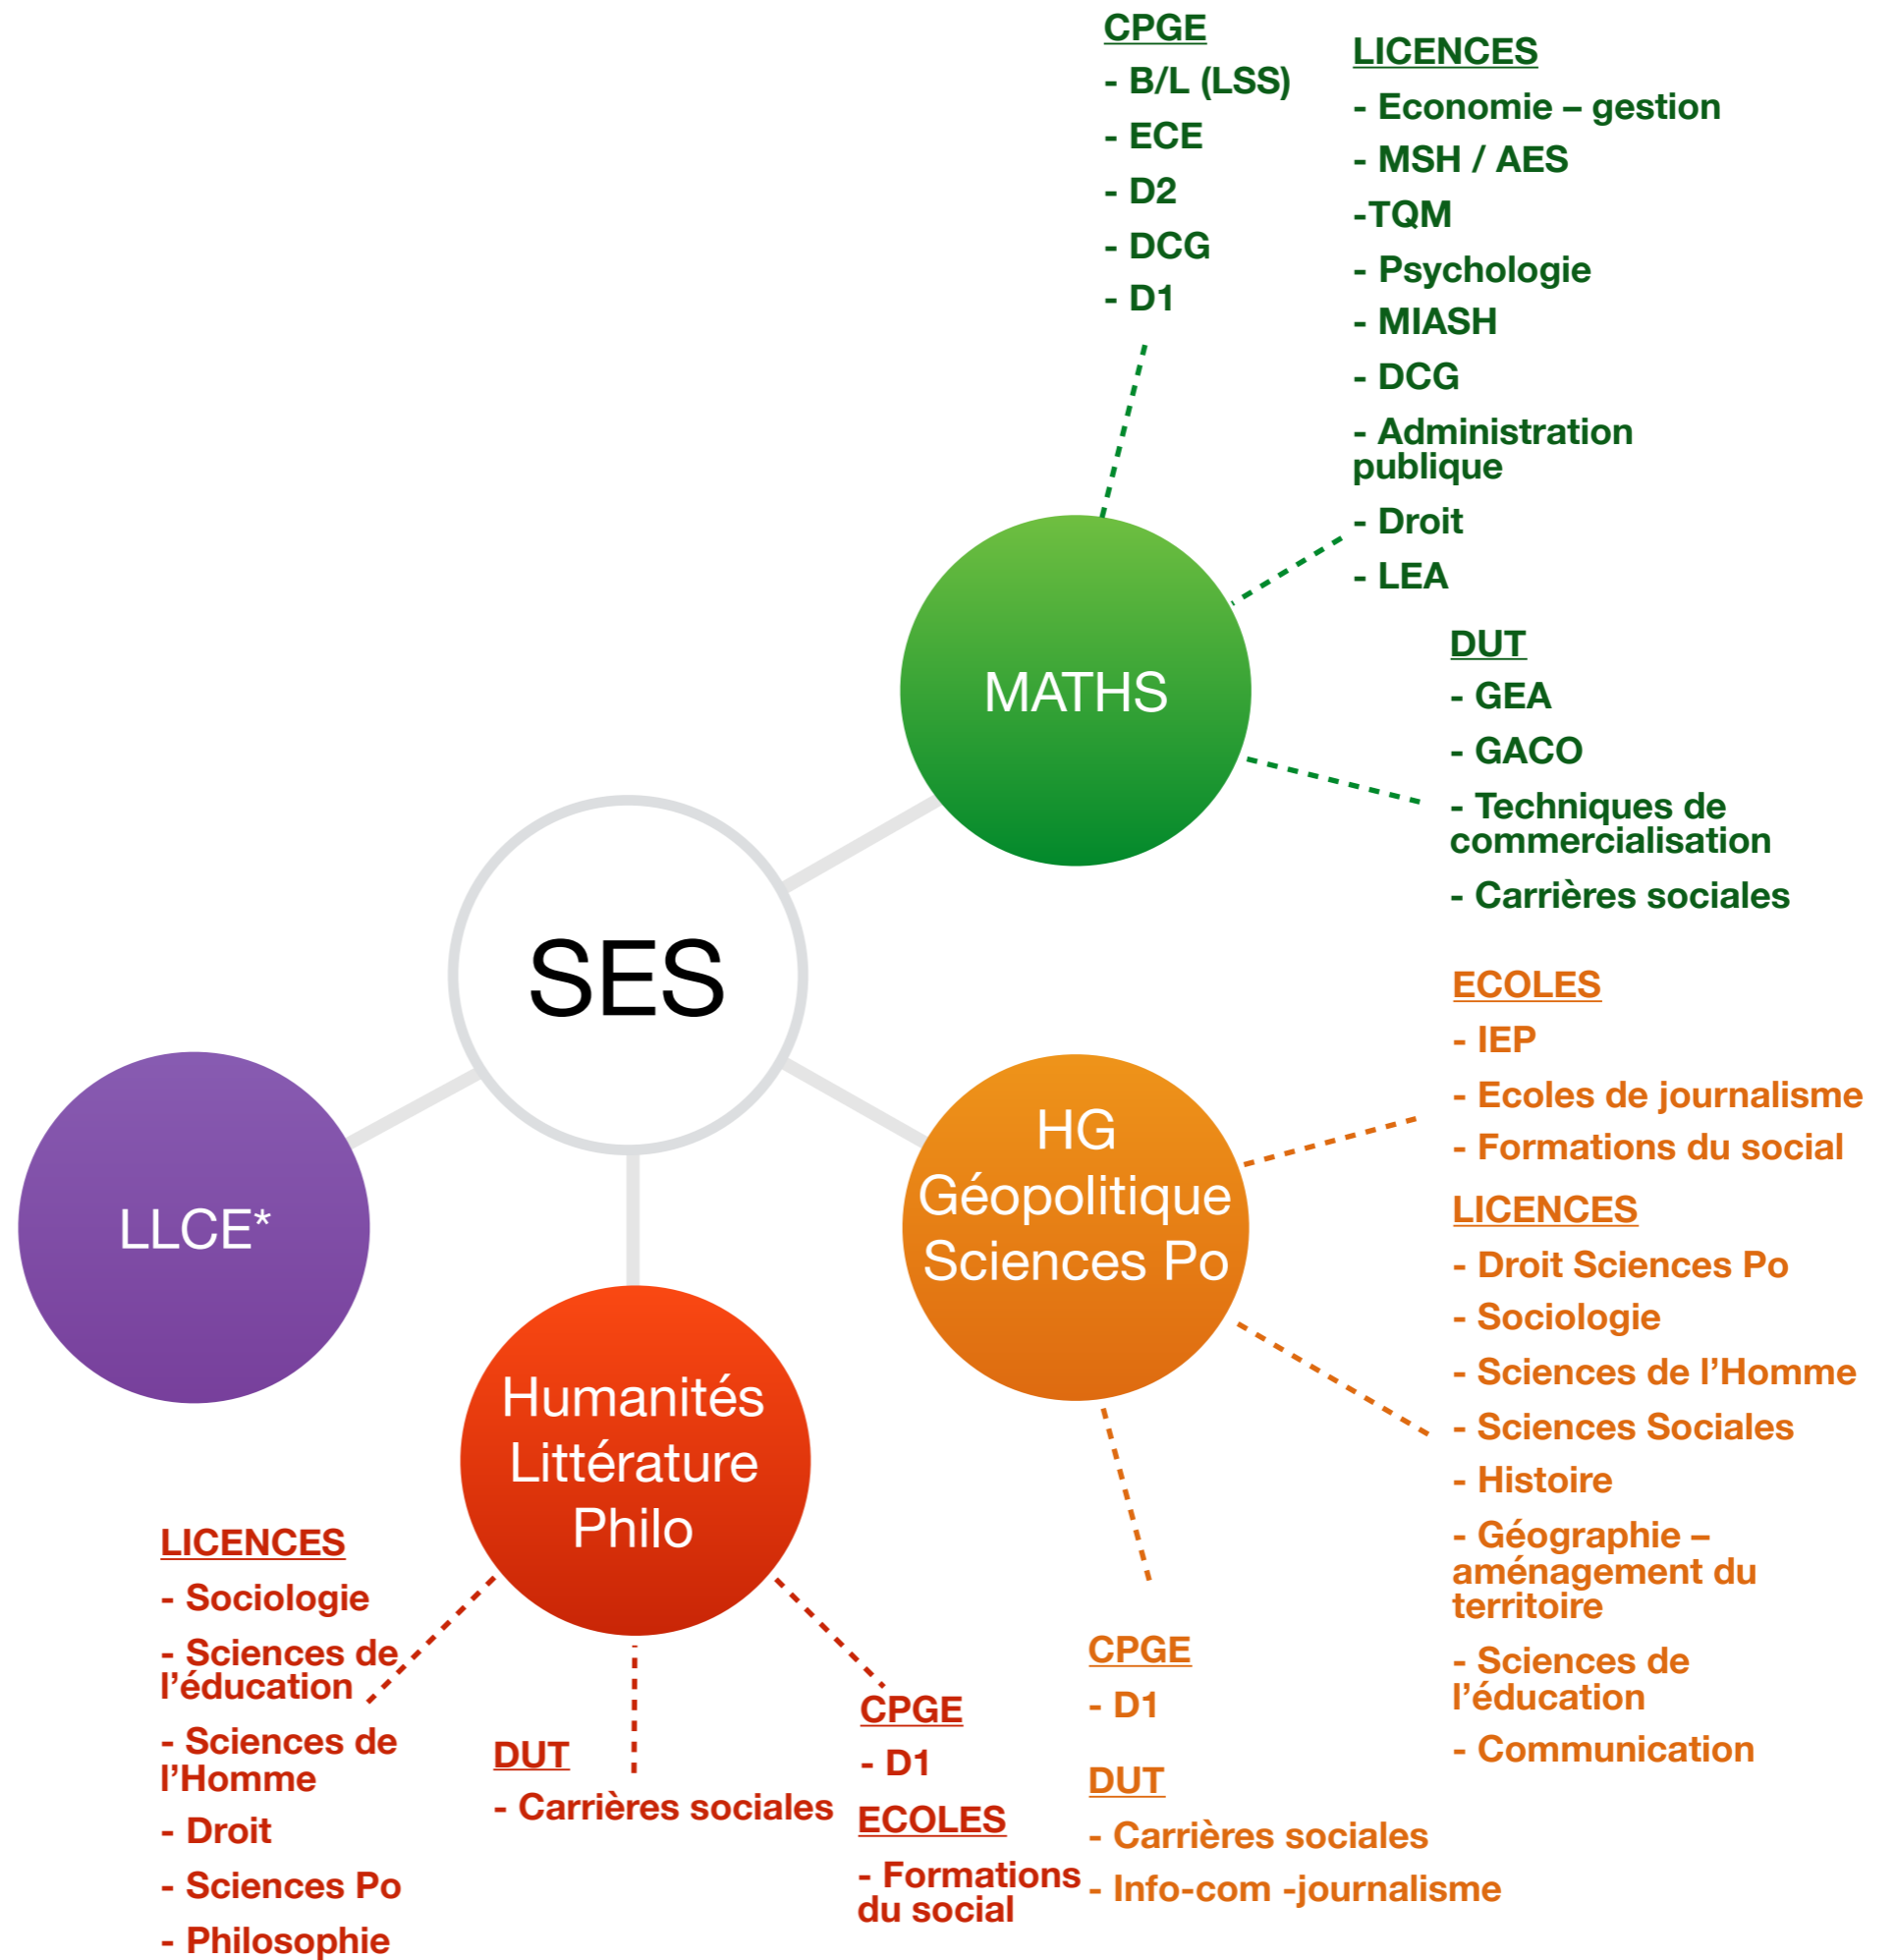 CPGE
- B/L (LSS)
- ECE
- D2
- DCG
- D1
LICENCES
- Economie – gestion
- MSH / AES
-TQM
- Psychologie
- MIASH
- DCG
- Administration
publique
- Droit
- LEA
MATHS
DUT
- GEA
- GACO
- Techniques de
commercialisation
- Carrières sociales
SES
ECOLES
- IEP
- Ecoles de journalisme
- Formations du social
HG
Géopolitique
Sciences Po
LICENCES
- Droit Sciences Po
- Sociologie
- Sciences de l’Homme
- Sciences Sociales
- Histoire
- Géographie –
aménagement du
territoire
- Sciences de
l’éducation
- Communication
LLCE*
Humanités
Littérature
Philo
LICENCES
- Sociologie
- Sciences de
l’éducation
- Sciences de
l’Homme
- Droit
- Sciences Po
- Philosophie
DUT
- Carrières sociales
CPGE
- D1
ECOLES
- Formations
du social
CPGE
- D1
DUT
- Carrières sociales
- Info-com -journalisme